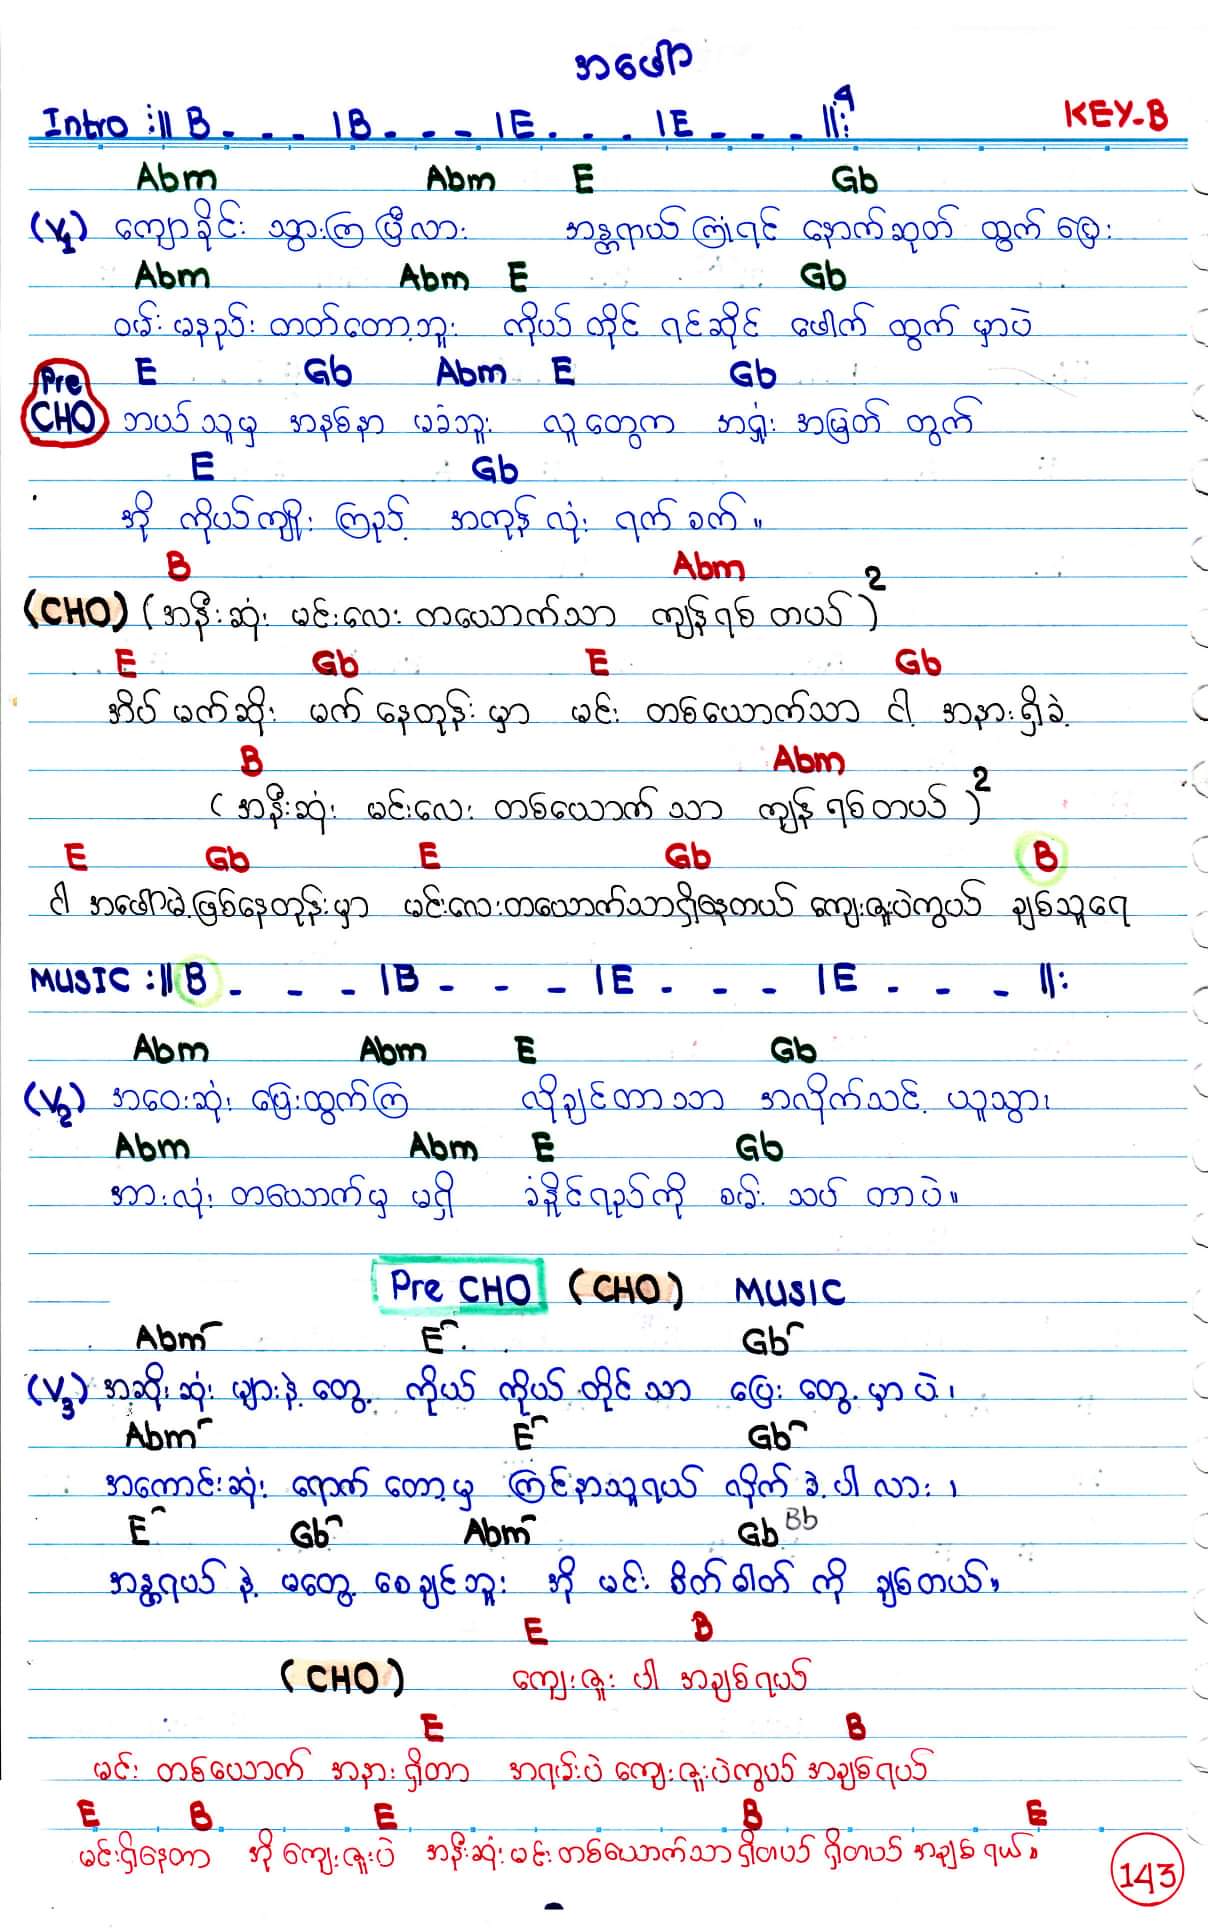 အဖော်
Intro :|| B - - - | B - - - | E - - - | E - - - ||: 4
KEY-B
Abm Abm E Gb
(V1) ကျောခိုင်း သွားကြ ပြီလား အန္တရာယ် ကြုံရင် နောက်ဆုတ် ထွက် ပြေး
Abm Abm E Gb
ဝမ်း မနည်း တတ်တော့ဘူး ကိုယ် တိုင် ရင်ဆိုင် ဖေါက် ထွက် မှာပဲ
E Gb Abm E Gb
Pre CHO ဘယ်သူမှ အနစ်နာ မခံဘူး လူတွေက အရှုံး အမြတ် တွက်
E Gb
အို ကိုယ်ကျိုး ကြည့် အကုန် လုံး ရက် စက် ။
B Abm
(CHO) (အနီးဆုံး မင်းလေး တယောက်သာ ကျန်ရစ် တယ်)2
E Gb E Gb
အိပ် မက်ဆိုး မက် နေတုန်း မှာ မင်း တစ်ယောက်သာ ငါ့ အနားရှိခဲ့
B Abm
(အနီးဆုံး မင်းလေး တစ်ယောက် သာ ကျန် ရစ်တယ်)2
E Gb E Gb B
ငါ အဖော်မဲ့ဖြစ်နေတုန်းမှာ မင်းလေးတယောက်သာရှိနေတယ် ကျေးဇူးပဲကွယ် ချစ်သူရေ
MUSIC :|| B - - - | B - - - | E - - - | E - - - ||:
Abm Abm E Gb
(V2) အဝေးဆုံး ပြေးထွက်ကြ လိုချင်တာသာ အလိုက်သင့် ယူသွား၊
Abm Abm E Gb
အားလုံး တယောက်မှ မရှိ ခံနိုင်ရည်ကို စမ်း သပ် တာပဲ ။
Pre CHO (CHO) MUSIC
Abm E Gb
(V3) အဆိုးဆုံး များနဲ့ တွေ့ ကိုယ် ကိုယ် တိုင် သာ ပြေး တွေ့ မှာ ပဲ ၊
Abm E Gb
အကောင်းဆုံး ရောက် တော့မှ ကြင်နာသူရယ် လိုက် ခဲ့ပါ လား ၊
E Gb Abm Gb Bb
အန္တရယ် နဲ့ မတွေ့ စေချင်ဘူး အို မင်း စိတ်ဓါတ် ကို ချစ်တယ်။
E B
(CHO) ကျေးဇူး ပါ အချစ်ရယ်
E B
မင်း တစ်ယောက် အနား ရှိတာ အရမ်းပဲ ကျေးဇူးပဲကွယ် အချစ်ရယ်
E B E B E
မင်းရှိနေတာ အို ကျေးဇူးပဲ အနီးဆုံး မင်း တစ်ယောက်သာ ရှိတယ် ရှိတယ် အချစ် ရယ်။
143